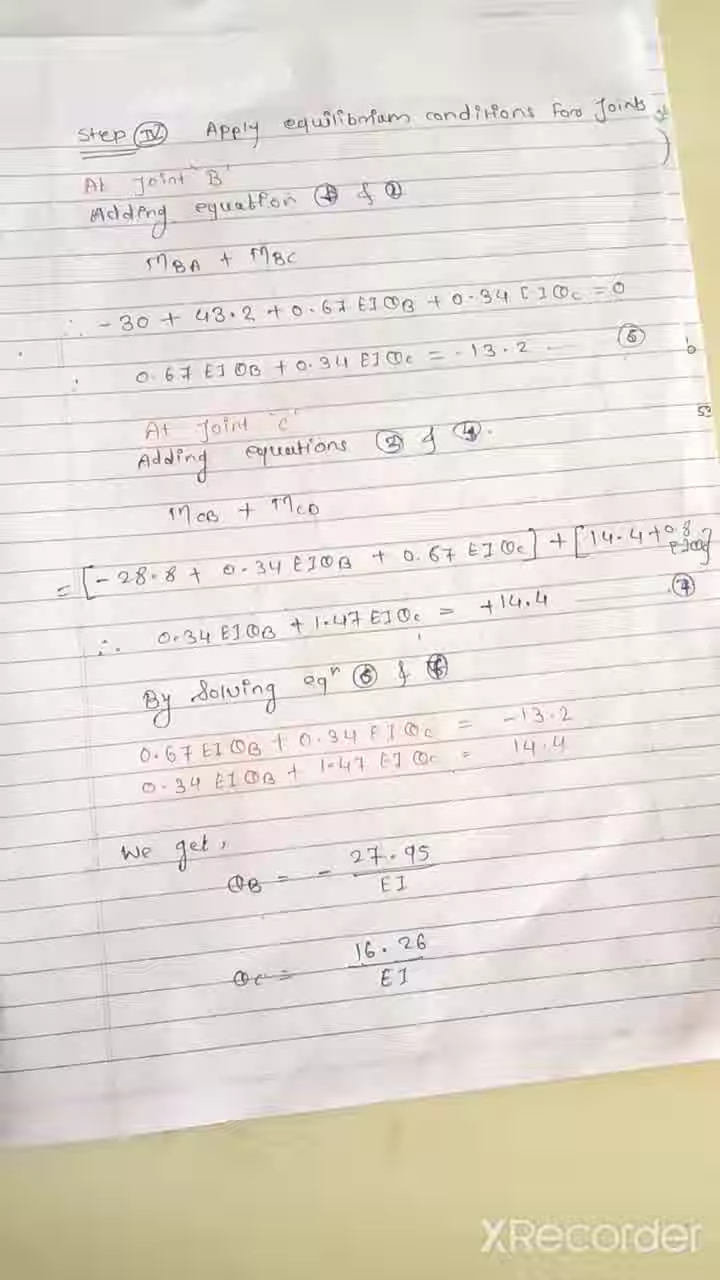 Step IV Apply equilibrium conditions for Joints
At Joint 'B'
Adding equation ① & ②
MBA + MBC
∴ -30 + 43.2 + 0.67 EIθB + 0.34 EIθC = 0
∴ 0.67 EIθB + 0.34 EIθC = -13.2 ⑤
At Joint 'C'
Adding equations ③ & ④.
MCB + MCD
= [-28.8 + 0.34 EIθB + 0.67 EIθC] + [14.4 + 0.8 EIθC]
∴ 0.34 EIθB + 1.47 EIθC = +14.4 ⑦
By Solving eqn ⑥ & 
0.67 EIθB + 0.34 EIθC = -13.2
0.34 EIθB + 1.47 EIθC = 14.4
We get,
θB = - 27.95
EI
θC = 16.26
EI
XRecorder